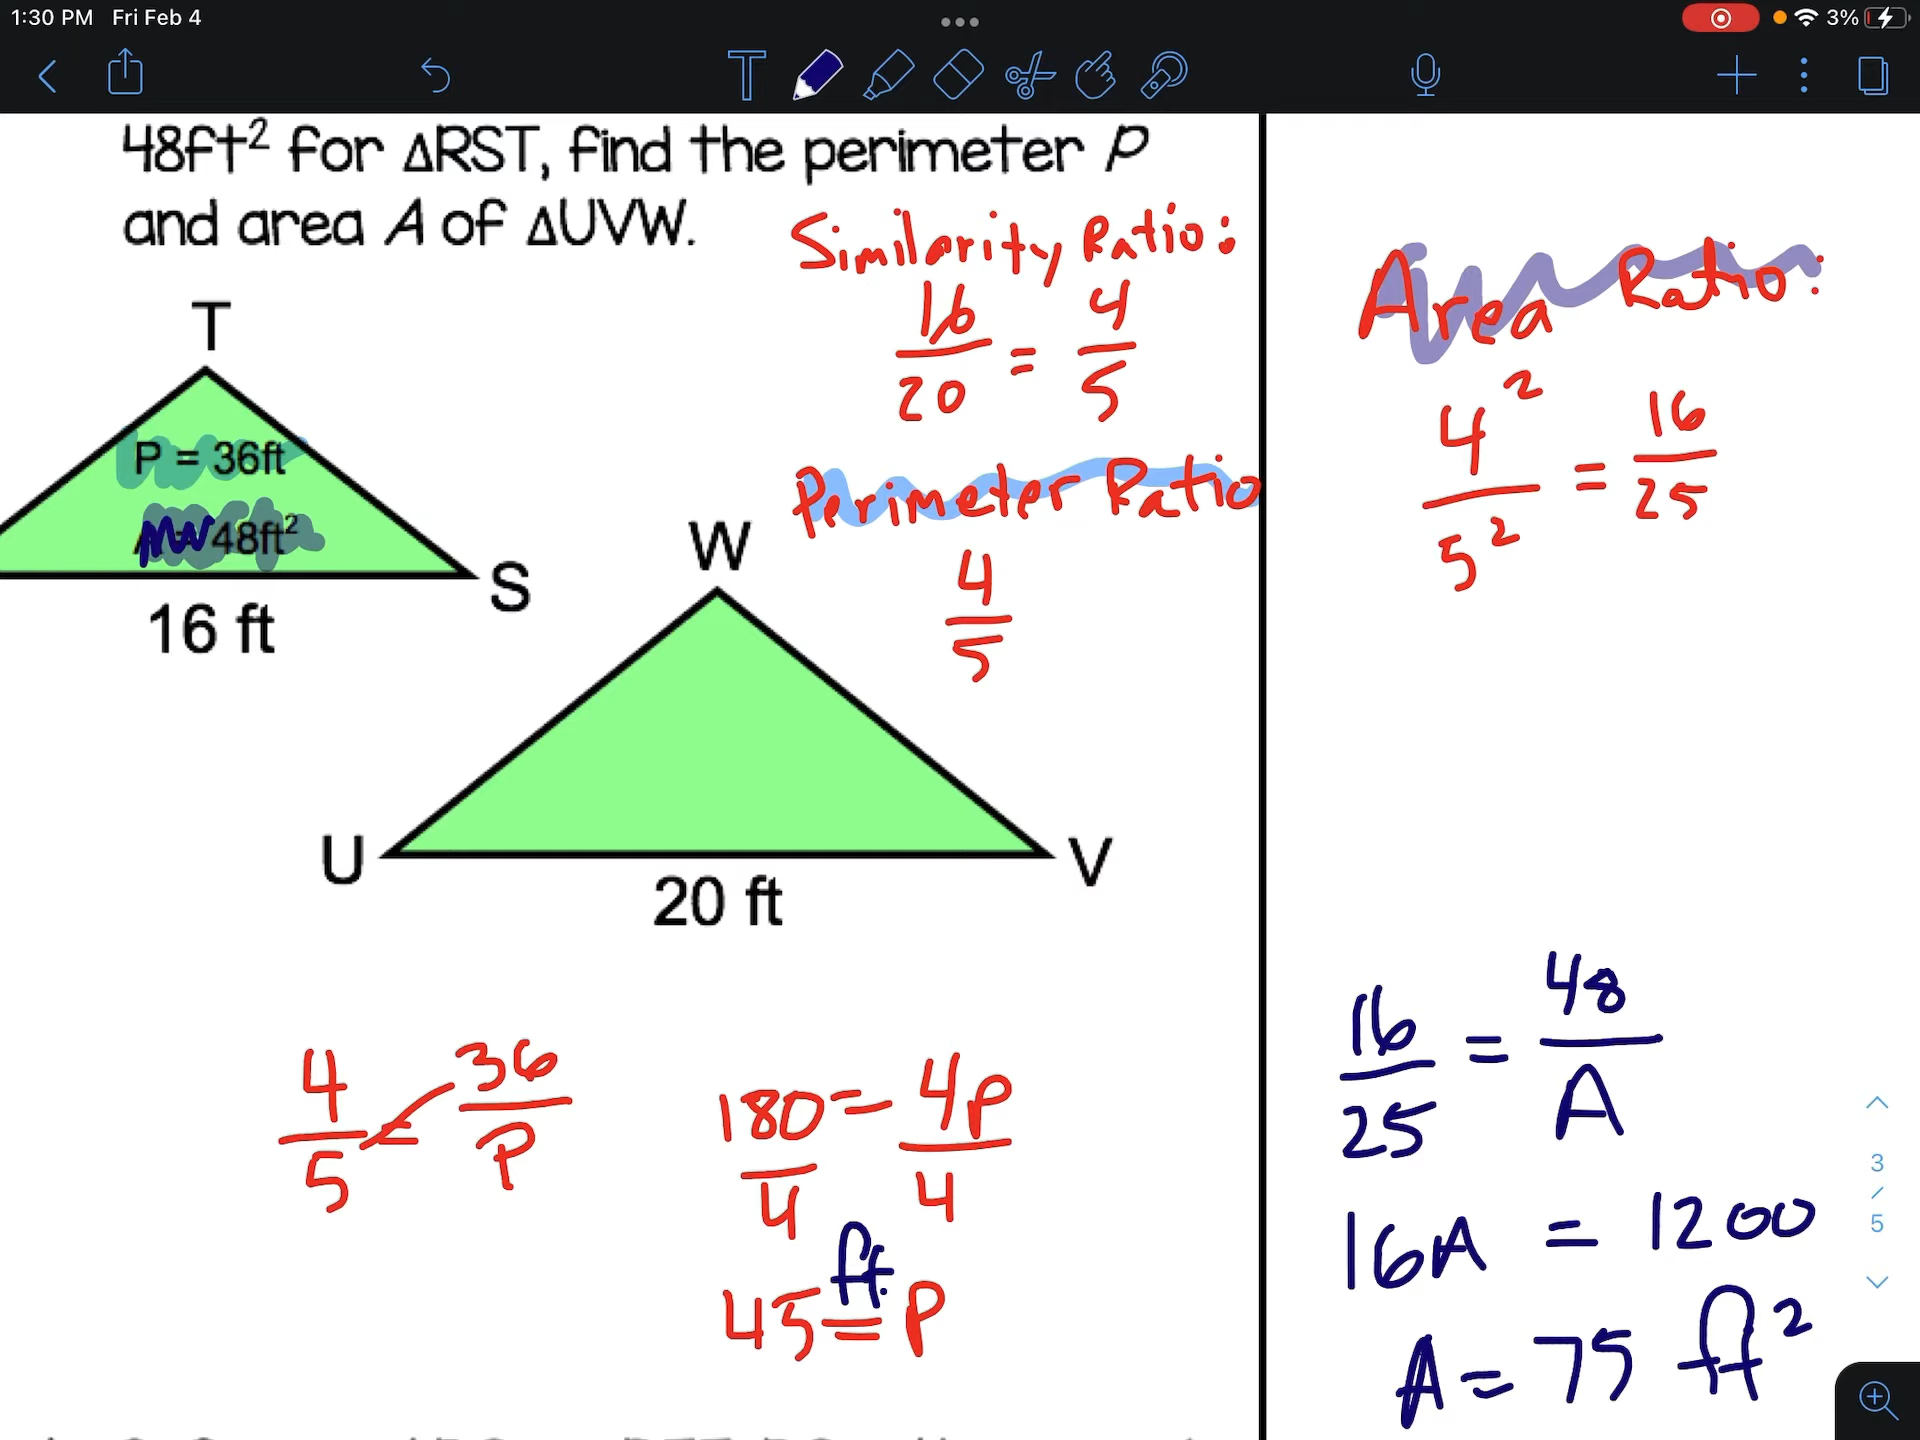 1:30 PM Fri Feb 4
3%
48ft² for ΔRST, find the perimeter P
and area A of ΔUVW.
Similarity Ratio:
16/20 = 4/5
Area Ratio:
4²/5² = 16/25
T
P = 36ft
48ft²
S
16 ft
Perimeter Ratio
4/5
W
U
V
20 ft
4/5 = 36/P
180/4 = 4P/4
45 ft. = P
16/25 = 48/A
16A = 1200
A = 75 ft²
3
/
5